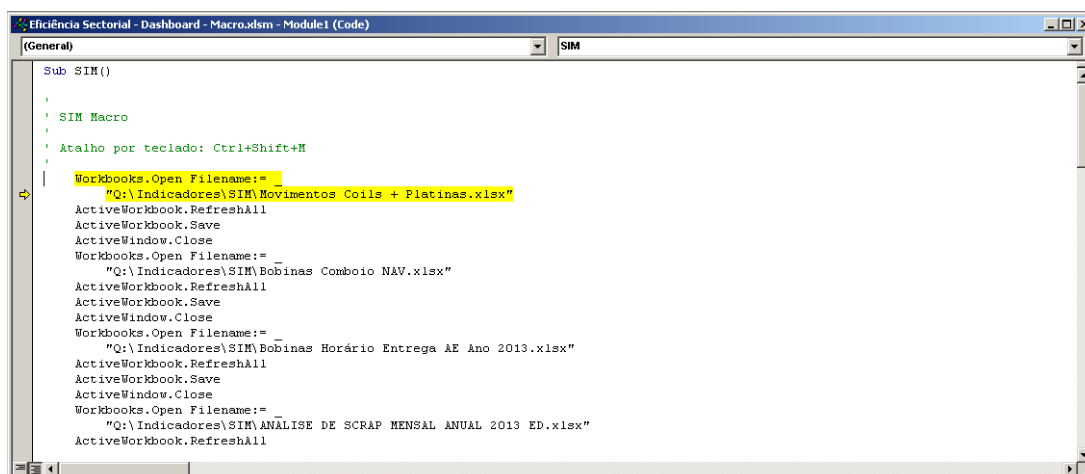 Eficiência Sectorial - Dashboard - Macro.xlsm - Module1 (Code)
(General) SIM
Sub SIM()
'
' SIM Macro
'
' Atalho por teclado: Ctrl+Shift+M
'
Workbooks.Open Filename:= _
"Q:\Indicadores\SIM\Movimentos Coils + Platinas.xlsx"
ActiveWorkbook.RefreshAll
ActiveWorkbook.Save
ActiveWindow.Close
Workbooks.Open Filename:= _
"Q:\Indicadores\SIM\Bobinas Comboio NAV.xlsx"
ActiveWorkbook.RefreshAll
ActiveWorkbook.Save
ActiveWindow.Close
Workbooks.Open Filename:= _
"Q:\Indicadores\SIM\Bobinas Horário Entrega AE Ano 2013.xlsx"
ActiveWorkbook.RefreshAll
ActiveWorkbook.Save
ActiveWindow.Close
Workbooks.Open Filename:= _
"Q:\Indicadores\SIM\ANALISE DE SCRAP MENSAL ANUAL 2013 ED.xlsx"
ActiveWorkbook.RefreshAll